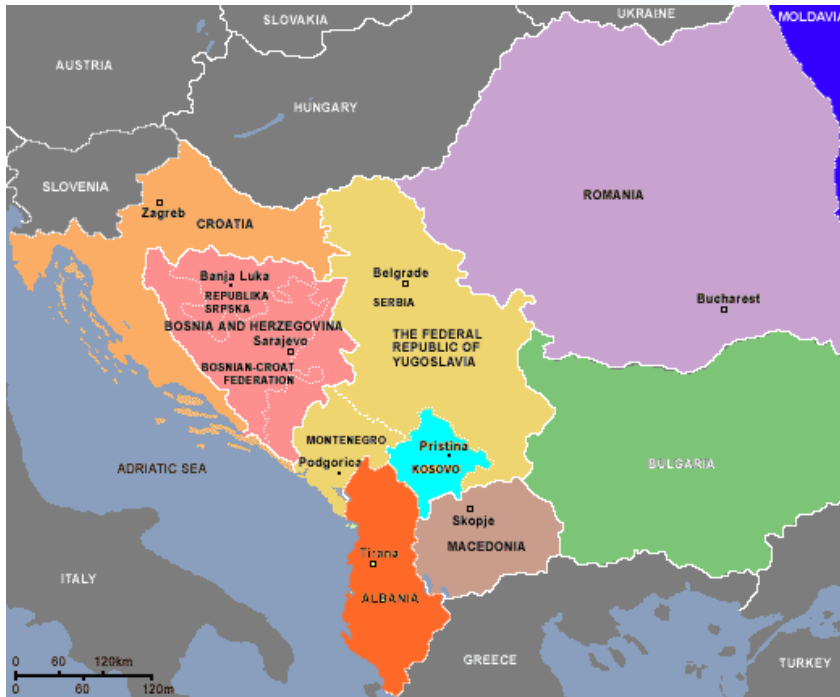 SLOVAKIA
UKRAINE
MOLDAVIA
AUSTRIA
HUNGARY
SLOVENIA
ROMANIA
Zagreb
CROATIA
Banja Luka
Belgrade
REPUBLIKA
SRPSKA
SERBIA
Bucharest
BOSNIA AND HERZEGOVINA
Sarajevo
THE FEDERAL
REPUBLIC OF
YUGOSLAVIA
BOSNIAN-CROAT
FEDERATION
MONTENEGRO
Pristina
Podgorica
KOSOVO
BULGARIA
ADRIATIC SEA
Skopje
MACEDONIA
Tirana
ITALY
ALBANIA
GREECE
TURKEY
0 60 120km
0 60 120m